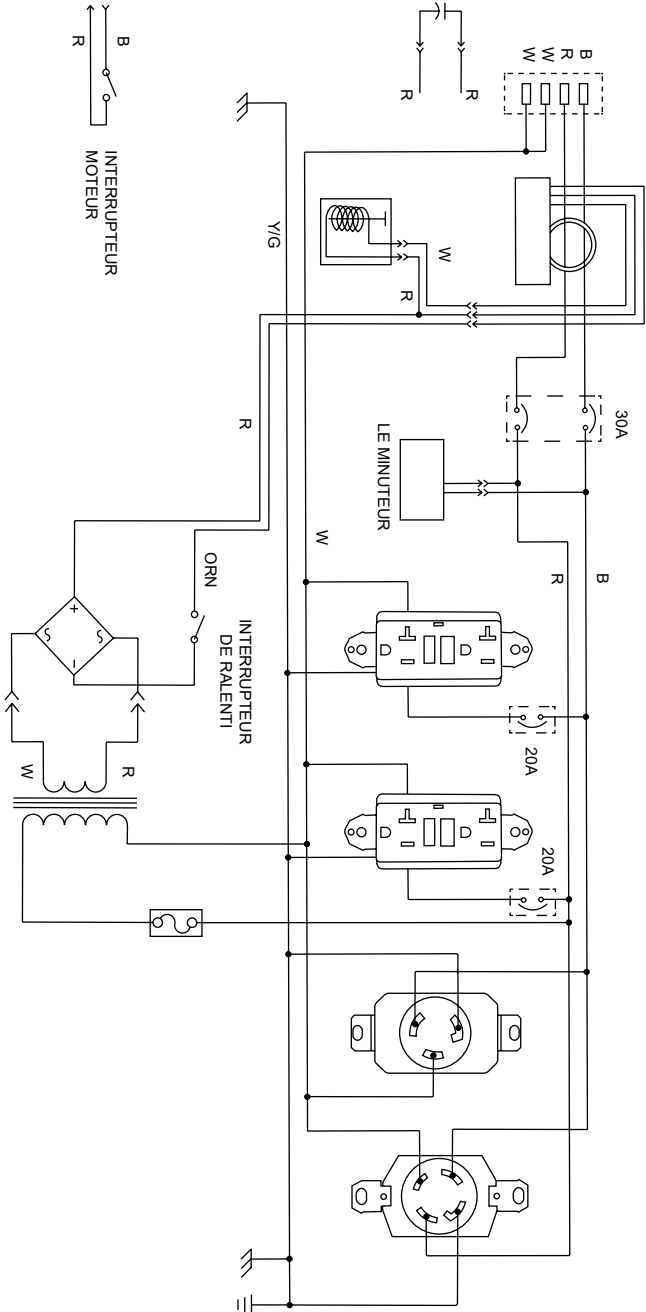 30A
B
B
R
R
W
20A
W
20A
R
W
R
R
LE MINUTEUR
W
Y/G
R
INTERRUPTEUR
DE RALENTI
ORN
B
R
INTERRUPTEUR
MOTEUR
R
W